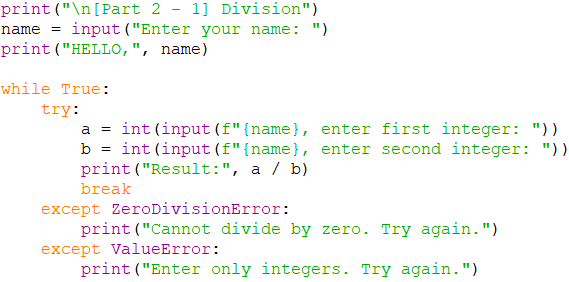 print("\n[Part 2 - 1] Division")
name = input("Enter your name: ")
print("HELLO,", name)

while True:
    try:
        a = int(input(f"{name}, enter first integer: "))
        b = int(input(f"{name}, enter second integer: "))
        print("Result:", a / b)
        break
    except ZeroDivisionError:
        print("Cannot divide by zero. Try again.")
    except ValueError:
        print("Enter only integers. Try again.")